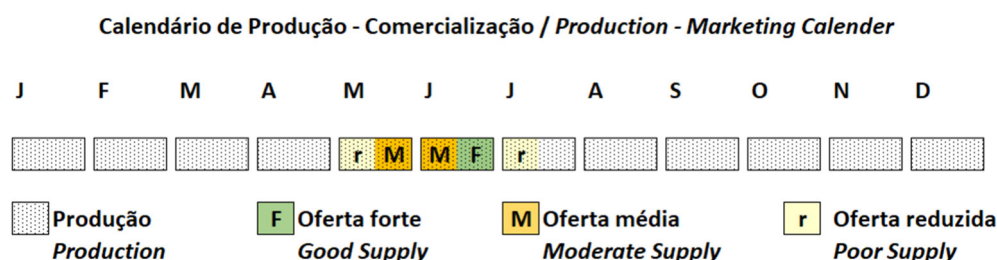 Calendário de Produção - Comercialização / Production - Marketing Calender
J F M A M J J A S O N D
r M M F r
Produção F Oferta forte M Oferta média r Oferta reduzida
Production Good Supply Moderate Supply Poor Supply